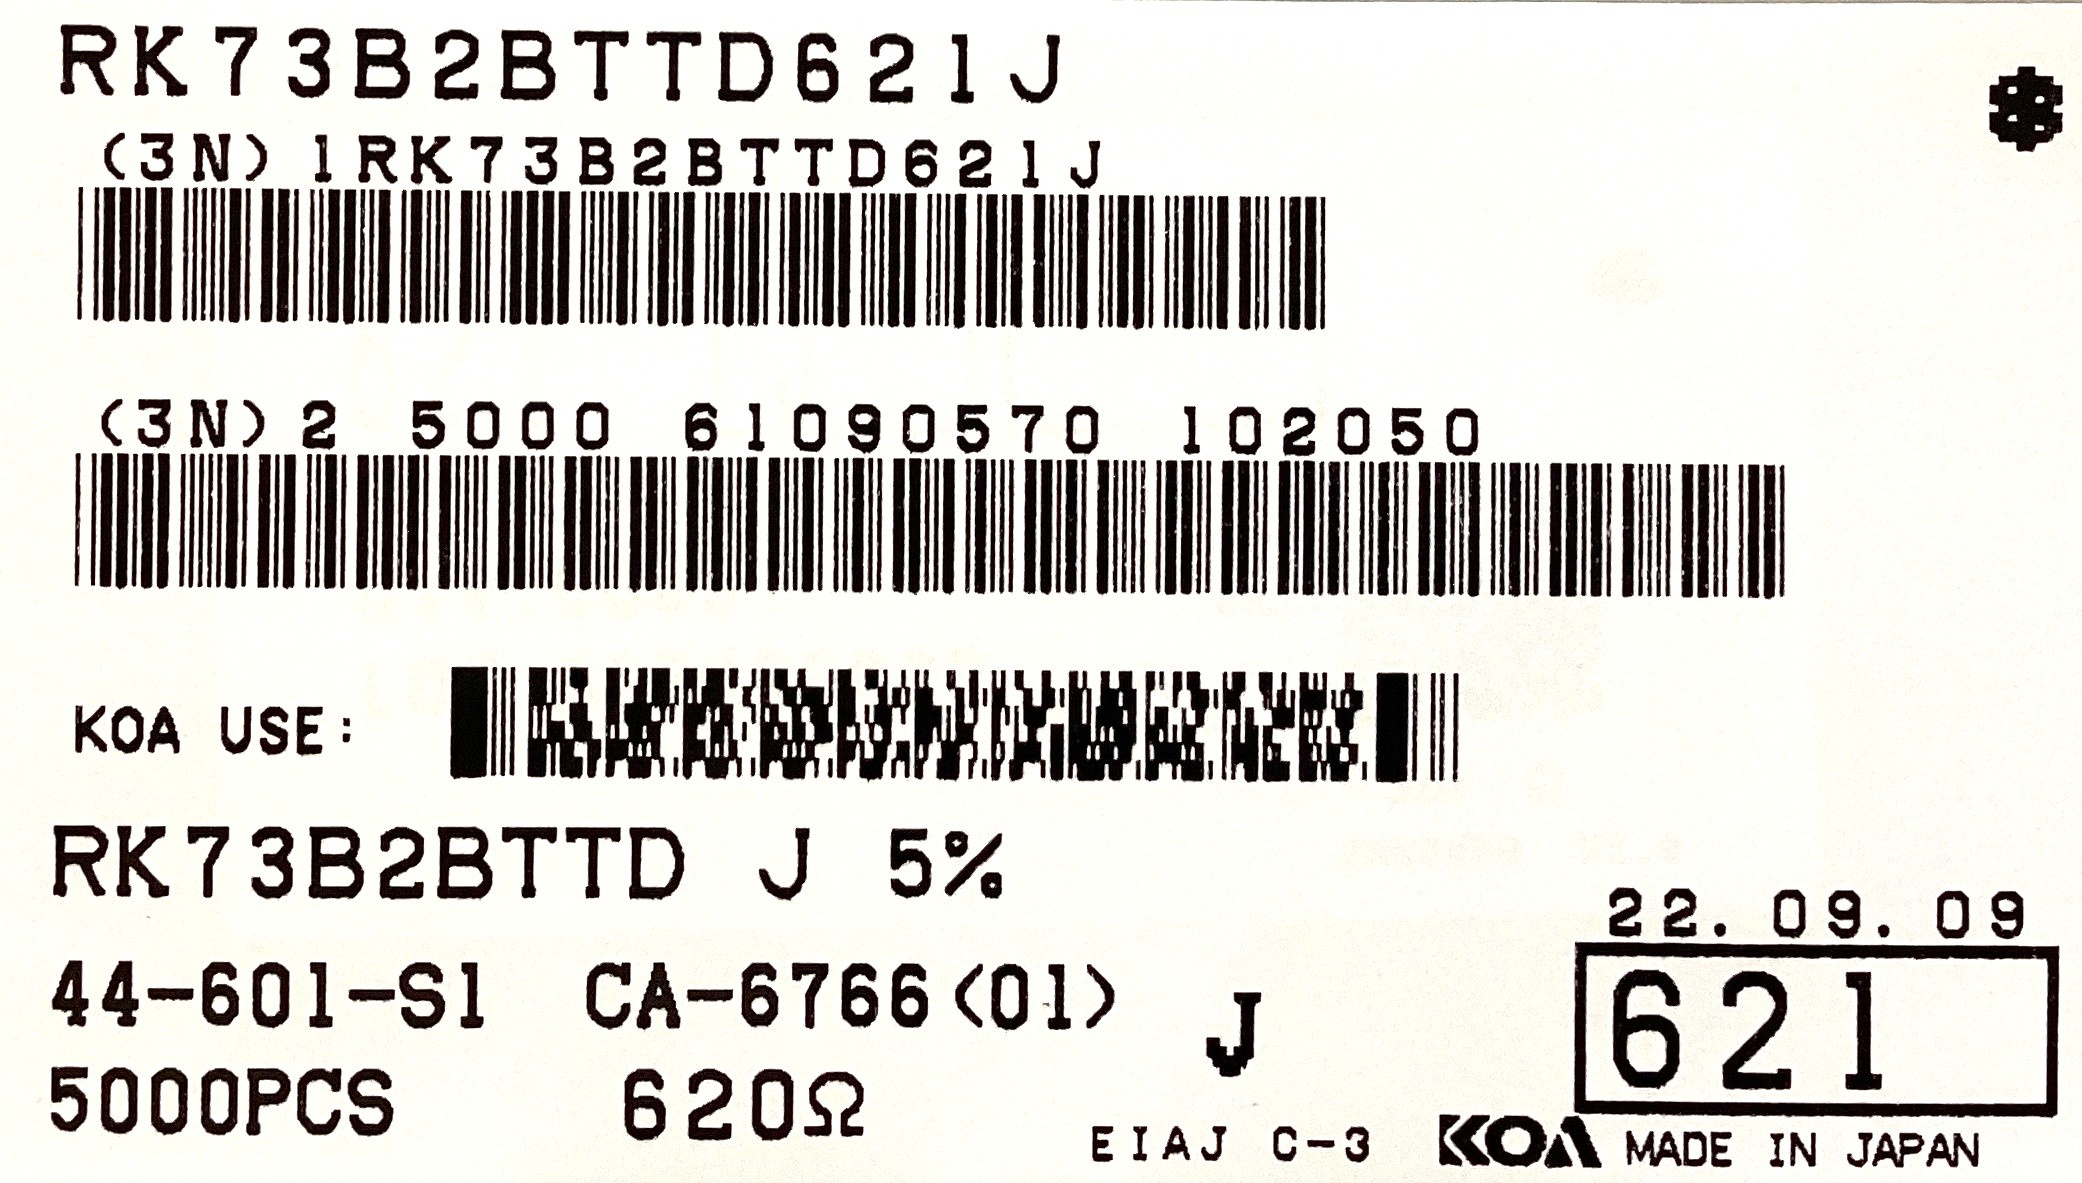 RK73B2BTTD621J
(3N)1RK73B2BTTD621J
(3N)2 5000 61090570 102050
KOA USE:
RK73B2BTTD J 5%
22.09.09
44-601-S1 CA-6766(01) J
621
5000PCS 620Ω
EIAJ C-3 KOA MADE IN JAPAN